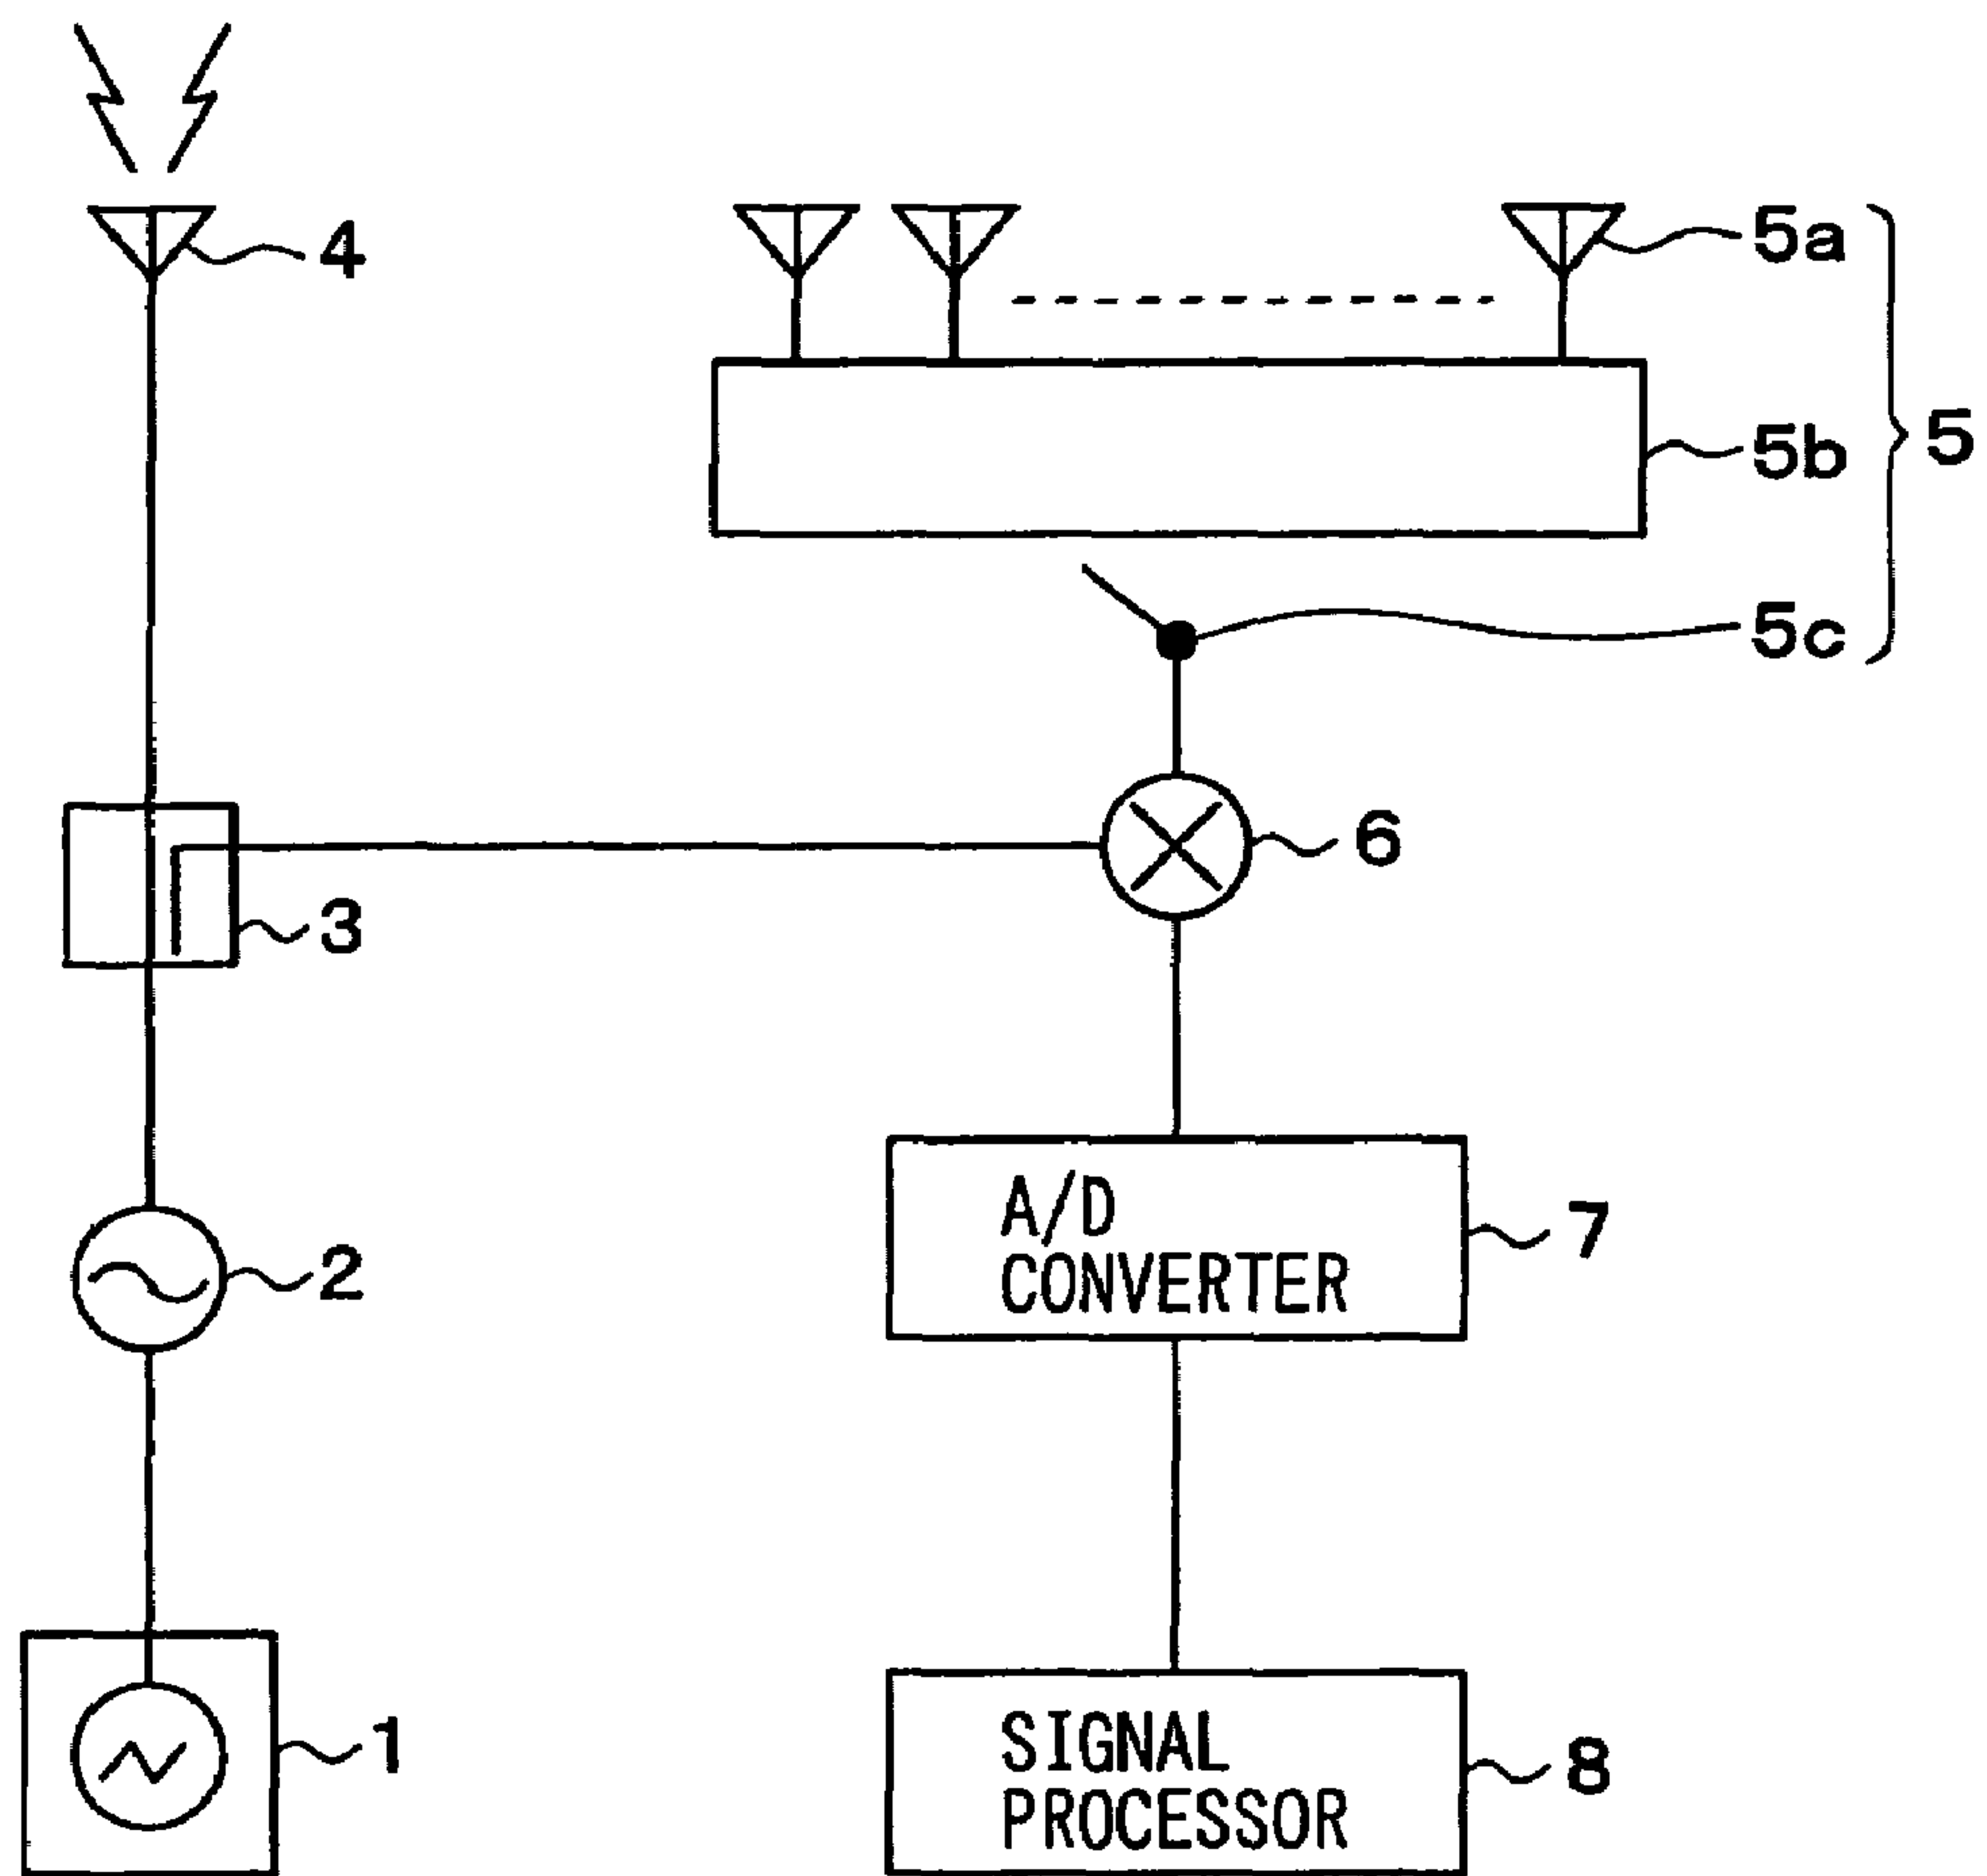 4
5a
5b
5
5c
6
3
A/D
CONVERTER
7
2
SIGNAL
PROCESSOR
1
8